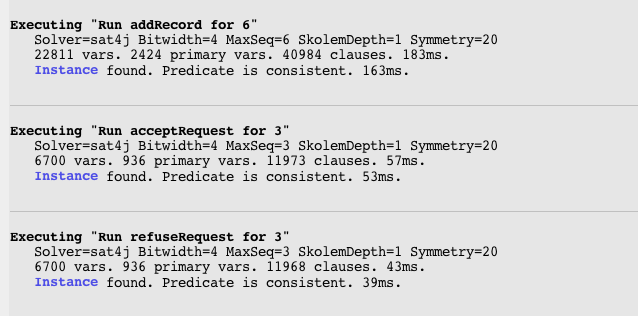 Executing "Run addRecord for 6"
Solver=sat4j Bitwidth=4 MaxSeq=6 SkolemDepth=1 Symmetry=20
22811 vars. 2424 primary vars. 40984 clauses. 183ms.
Instance found. Predicate is consistent. 163ms.
Executing "Run acceptRequest for 3"
Solver=sat4j Bitwidth=4 MaxSeq=3 SkolemDepth=1 Symmetry=20
6700 vars. 936 primary vars. 11973 clauses. 57ms.
Instance found. Predicate is consistent. 53ms.
Executing "Run refuseRequest for 3"
Solver=sat4j Bitwidth=4 MaxSeq=3 SkolemDepth=1 Symmetry=20
6700 vars. 936 primary vars. 11968 clauses. 43ms.
Instance found. Predicate is consistent. 39ms.